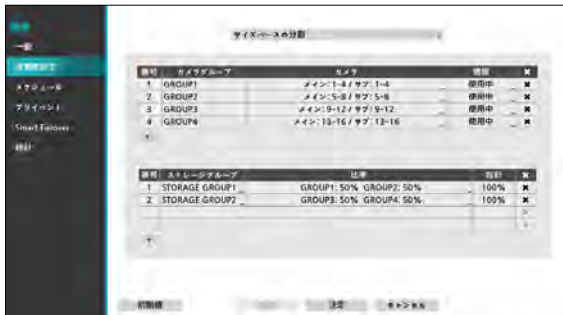 録画
一般
スケジュール
プリイベント
Smart Failover
統計
サイズベースの分割
番号 カメラグループ カメラ 情報 ✖
1 GROUP1 メイン:1-4 / サブ:1-4 _ 使用中 _ ✖
2 GROUP2 メイン:5-8 / サブ:5-8 _ 使用中 _ ✖
3 GROUP3 メイン:9-12 / サブ:9-12 _ 使用中 _ ✖
4 GROUP4 メイン:13-16 / サブ:13-16 _ 使用中 _ ✖
+
番号 ストレージグループ 比率 合計 ✖
1 STORAGE GROUP1 _ GROUP1: 50% GROUP2: 50% _ 100% ✖
2 STORAGE GROUP2 _ GROUP3: 50% GROUP4: 50% _ 100% ✖
+
初期値 決定 キャンセル